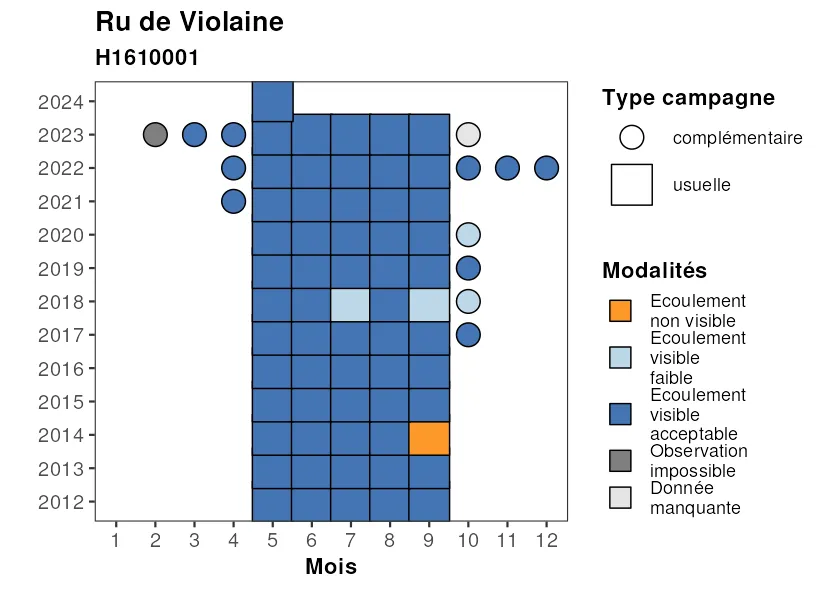 Ru de Violaine
H1610001
2024
2023
2022
2021
2020
2019
2018
2017
2016
2015
2014
2013
2012
1 2 3 4 5 6 7 8 9 10 11 12
Mois
Type campagne
complémentaire
usuelle
Modalités
Ecoulement
non visible
Ecoulement
visible
faible
Ecoulement
visible
acceptable
Observation
impossible
Donnée
manquante